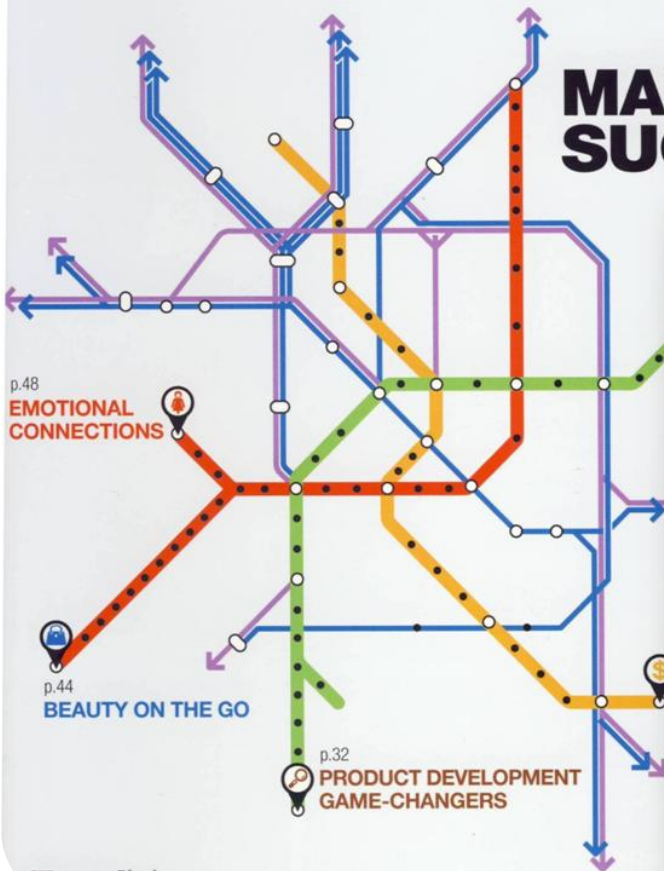 MA
SU
p.48
EMOTIONAL
CONNECTIONS
$
p.44
BEAUTY ON THE GO
p.32
PRODUCT DEVELOPMENT
GAME-CHANGERS